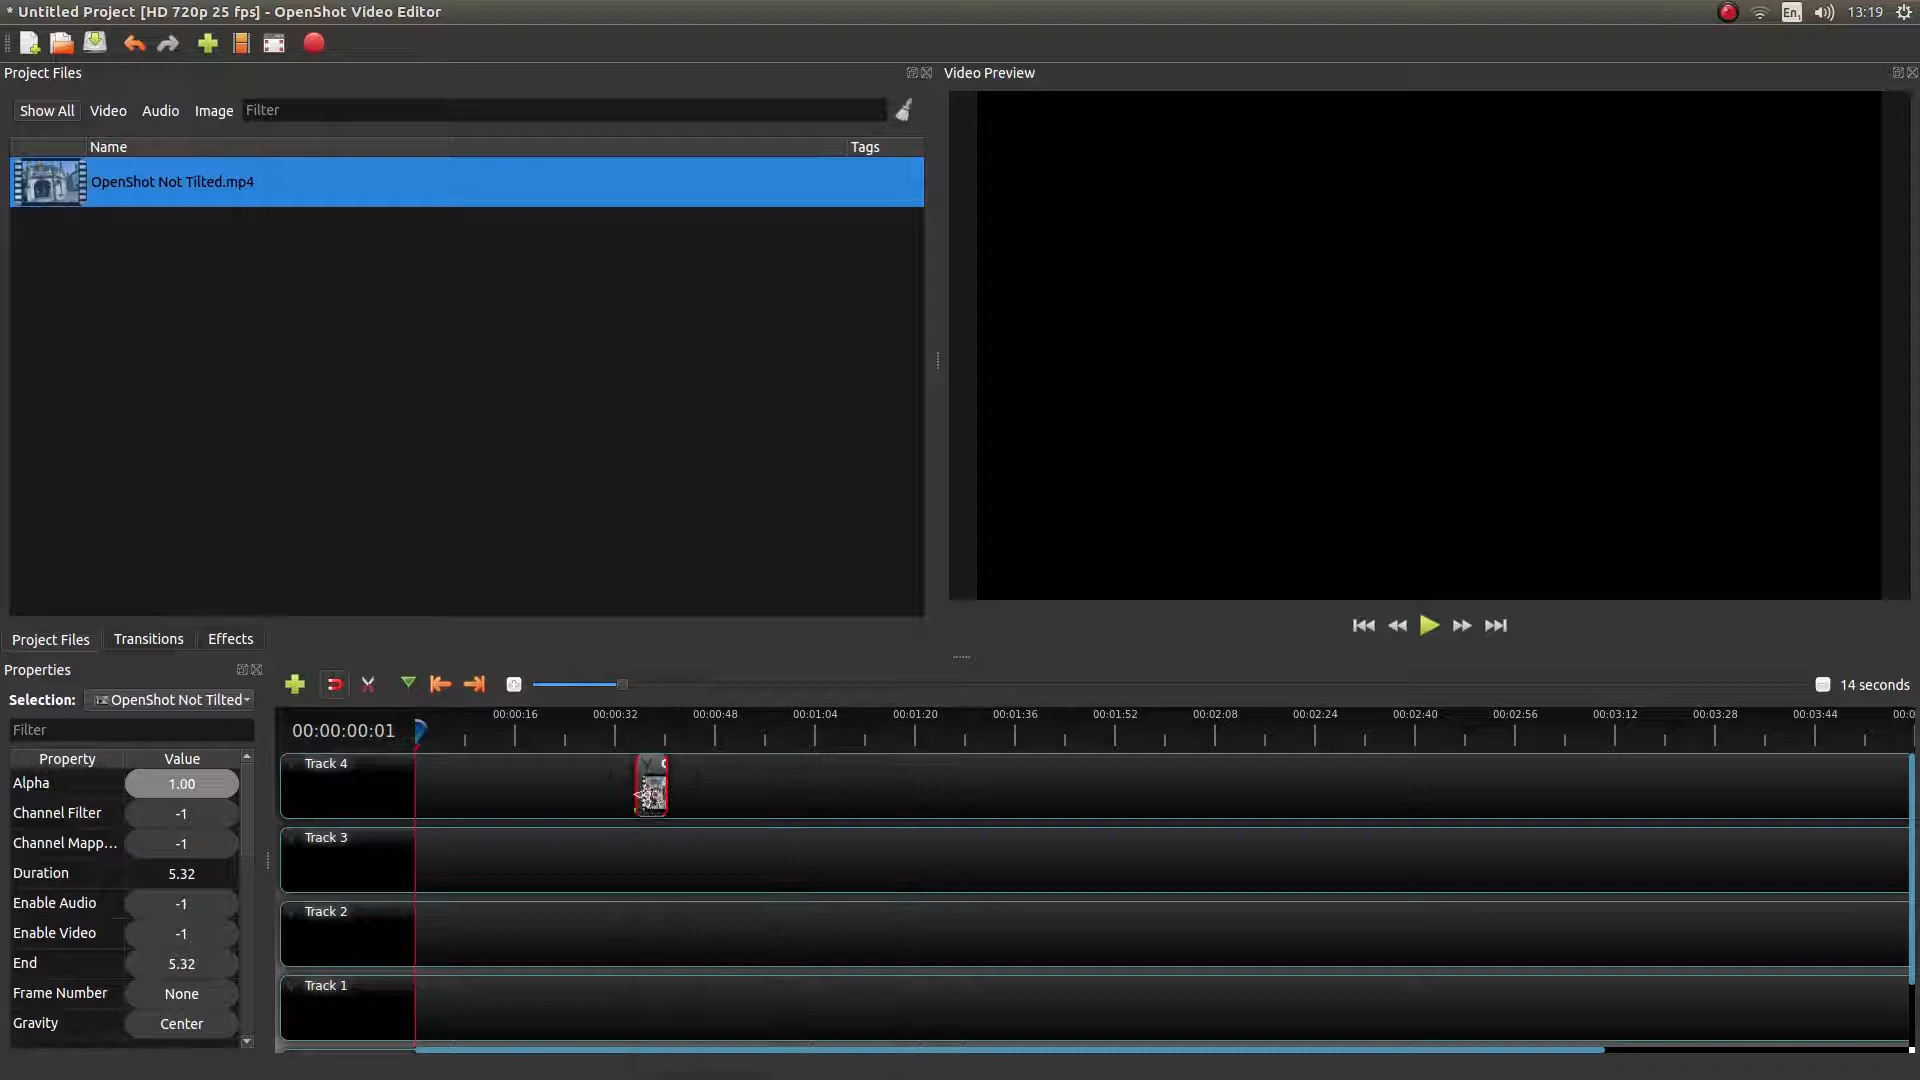 * Untitled Project [HD 720p 25 fps] - OpenShot Video Editor
En1
13:19
Project Files
Video Preview
Show All
Video
Audio
Image
Filter
Name
Tags
OpenShot Not Tilted.mp4
Project Files
Transitions
Effects
Properties
Selection:
OpenShot Not Tilted
14 seconds
Filter
00:00:00:01
00:00:16
00:00:32
00:00:48
00:01:04
00:01:20
00:01:36
00:01:52
00:02:08
00:02:24
00:02:40
00:02:56
00:03:12
00:03:28
00:03:44
00:0
Property
Value
Alpha
1.00
Channel Filter
-1
Channel Mapp...
-1
Duration
5.32
Enable Audio
-1
Enable Video
-1
End
5.32
Frame Number
None
Gravity
Center
Track 4
Track 3
Track 2
Track 1